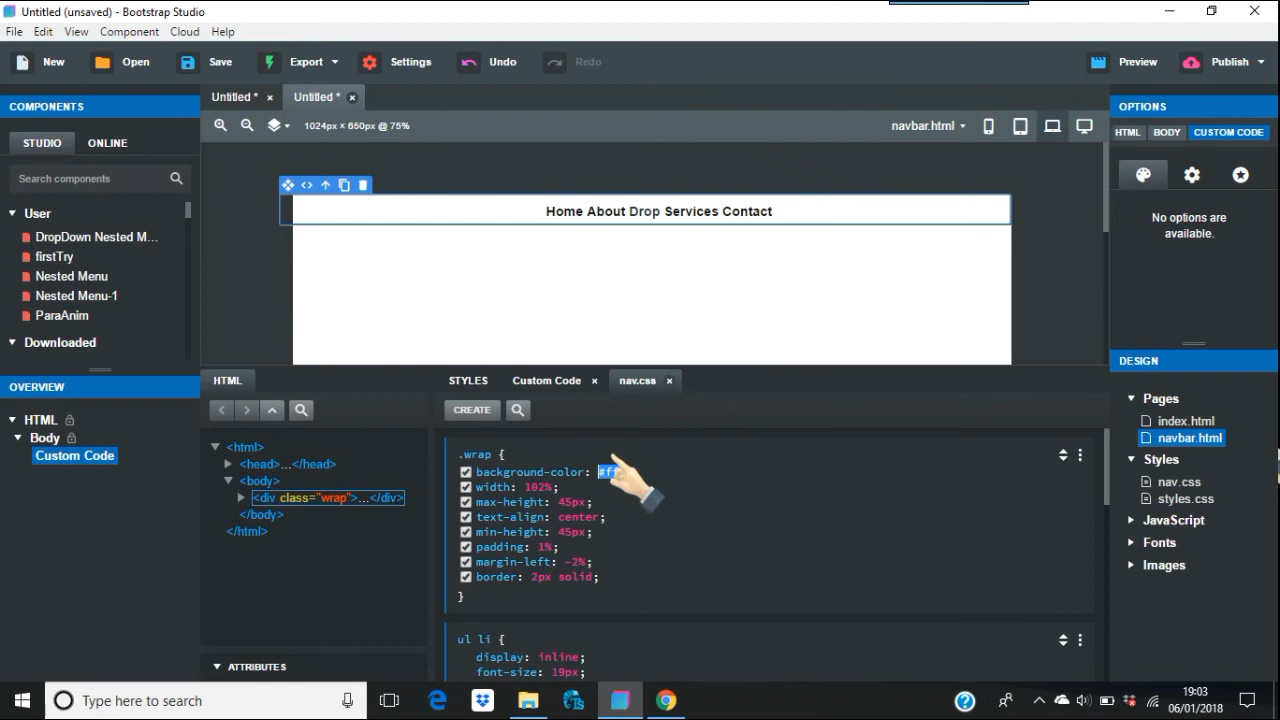 Untitled (unsaved) - Bootstrap Studio
File Edit View Component Cloud Help
New Open Save Export Settings Undo Redo Preview Publish
COMPONENTS
STUDIO ONLINE
Search components
User
DropDown Nested M...
firstTry
Nested Menu
Nested Menu-1
ParaAnim
Downloaded
OVERVIEW
HTML
Body
Custom Code
Untitled * × Untitled * ×
1024px × 650px @ 75%
navbar.html
Home About Drop Services Contact
HTML
<html>
<head>...</head>
<body>
<div class="wrap">...</div>
</body>
</html>
ATTRIBUTES
STYLES Custom Code × nav.css ×
CREATE
.wrap {
background-color: #ff
width: 102%;
max-height: 45px;
text-align: center;
min-height: 45px;
padding: 1%;
margin-left: -2%;
border: 2px solid;
}
ul li {
display: inline;
font-size: 19px;
OPTIONS
HTML BODY CUSTOM CODE
No options are
available.
DESIGN
Pages
index.html
navbar.html
Styles
nav.css
styles.css
JavaScript
Fonts
Images
Type here to search
19:03
06/01/2018